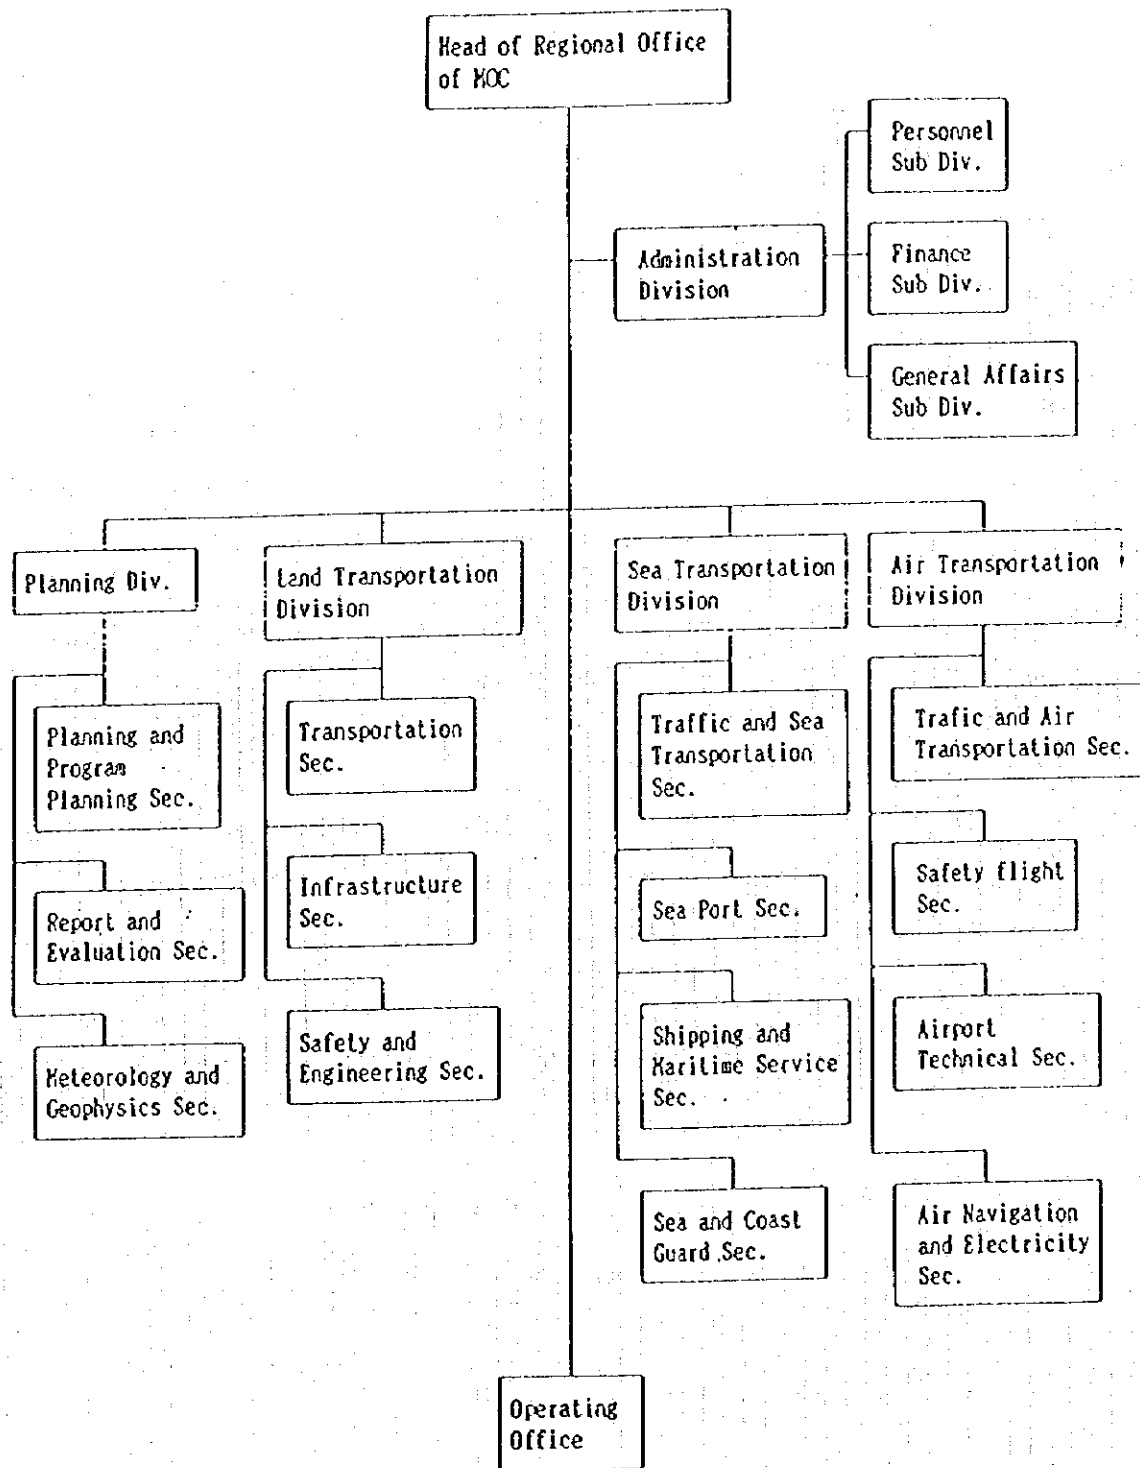 Head of Regional Office
of MOC
Personnel
Sub Div.
Administration
Division
Finance
Sub Div.
General Affairs
Sub Div.
Planning Div.
Land Transportation
Division
Sea Transportation
Division
Air Transportation
Division
Planning and
Program
Planning Sec.
Transportation
Sec.
Traffic and Sea
Transportation
Sec.
Trafic and Air
Transportation Sec.
Report and
Evaluation Sec.
Infrastructure
Sec.
Sea Port Sec.
Safety flight
Sec.
Meteorology and
Geophysics Sec.
Safety and
Engineering Sec.
Shipping and
Maritime Service
Sec.
Airport
Technical Sec.
Sea and Coast
Guard Sec.
Air Navigation
and Electricity
Sec.
Operating
Office